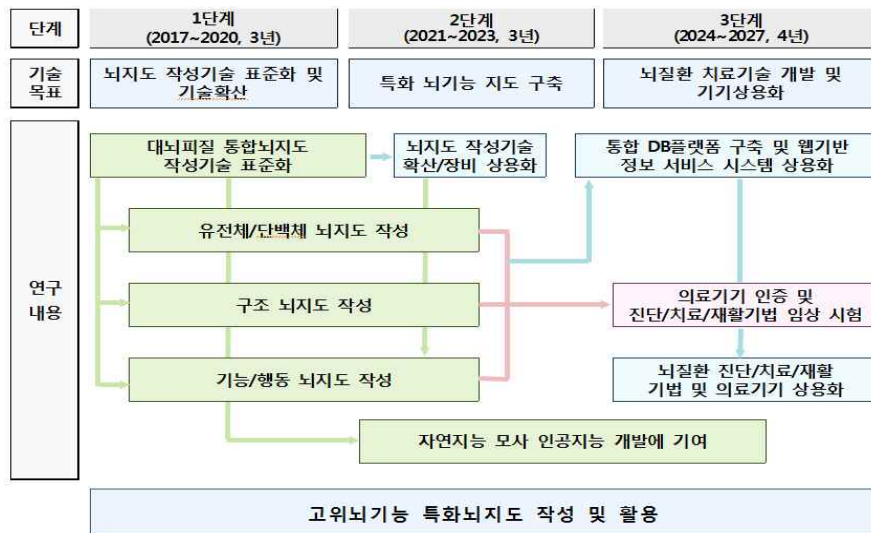 단계
1단계
(2017~2020, 3년)
2단계
(2021~2023, 3년)
3단계
(2024~2027, 4년)
기술
목표
뇌지도 작성기술 표준화 및
기술확산
특화 뇌기능 지도 구축
뇌질환 치료기술 개발 및
기기상용화
연구
내용
대뇌피질 통합뇌지도
작성기술 표준화
뇌지도 작성기술
확산/장비 상용화
통합 DB플랫폼 구축 및 웹기반
정보 서비스 시스템 상용화
유전체/단백체 뇌지도 작성
구조 뇌지도 작성
의료기기 인증 및
진단/치료/재활기법 임상 시험
기능/행동 뇌지도 작성
뇌질환 진단/치료/재활
기법 및 의료기기 상용화
자연지능 모사 인공지능 개발에 기여
고위뇌기능 특화뇌지도 작성 및 활용